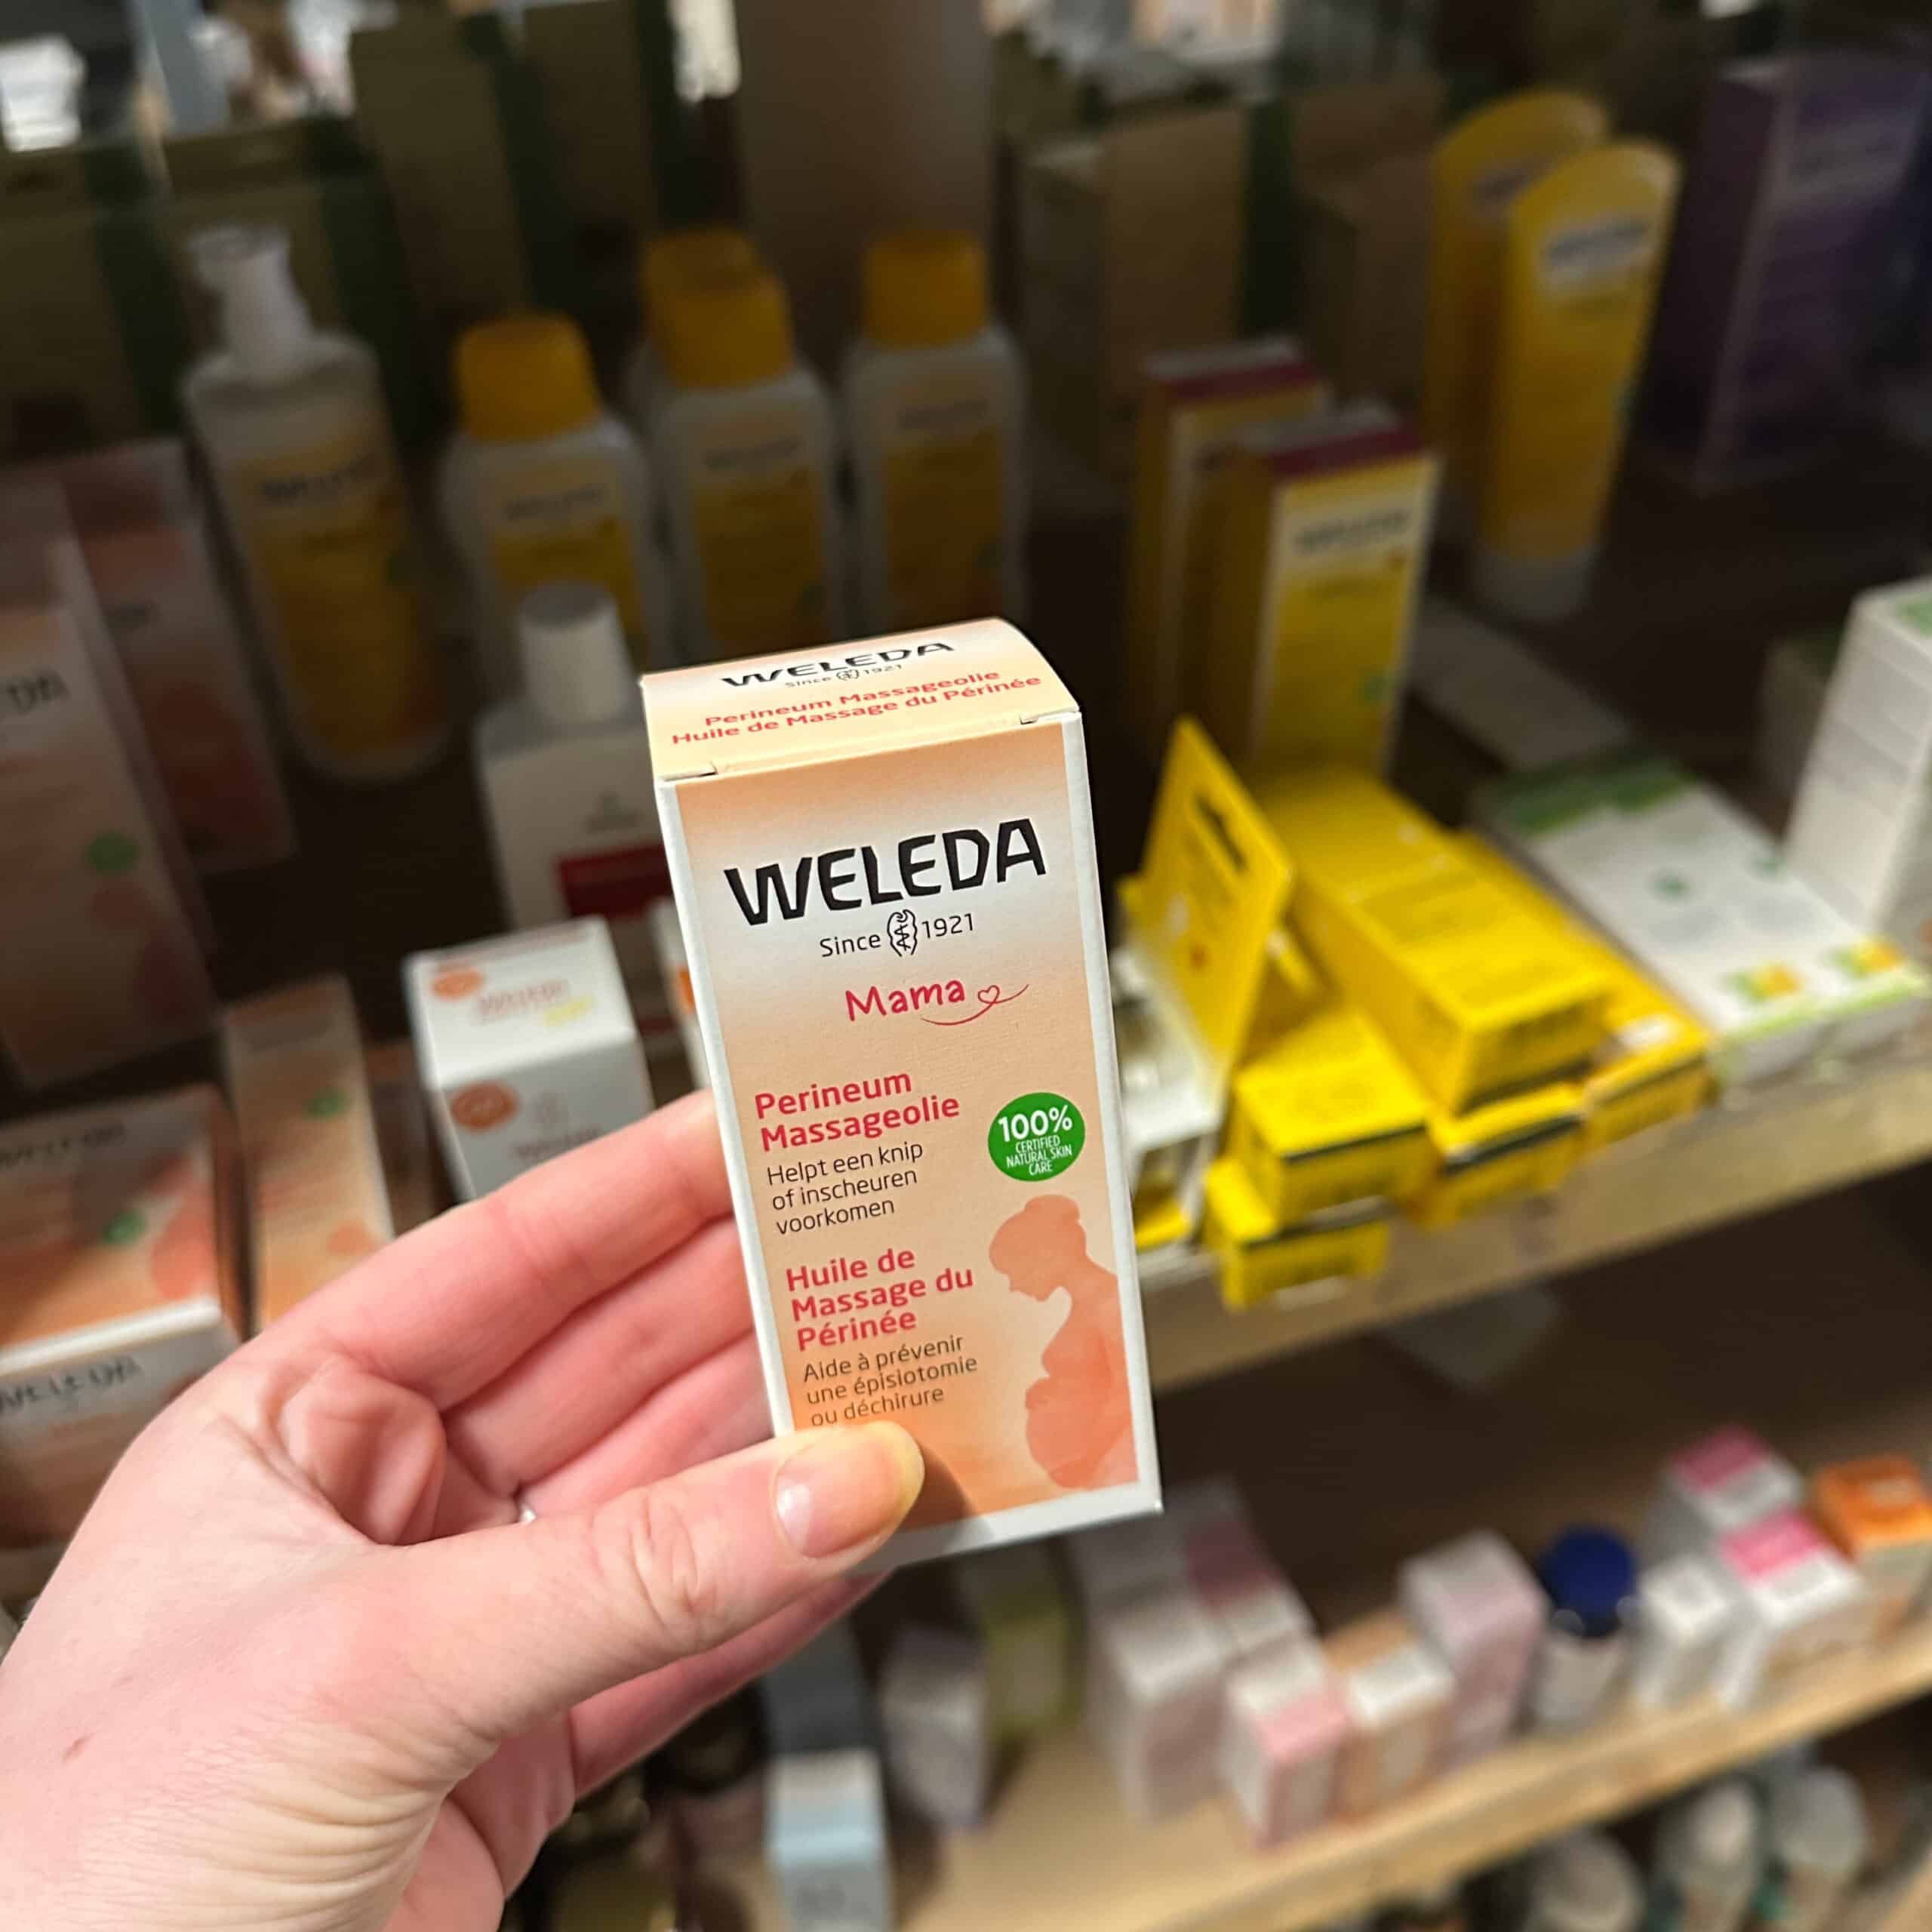 WELEDA
Since 1921
Perineum Massageolie
Huile de Massage du Périnée
WELEDA
Since 1921
Mama
Perineum
Massageolie
Helpt een knip
of inscheuren
voorkomen
100%
CERTIFIED
NATURAL SKIN
CARE
Huile de
Massage du
Périnée
Aide à prévenir
une épisiotomie
ou déchirure